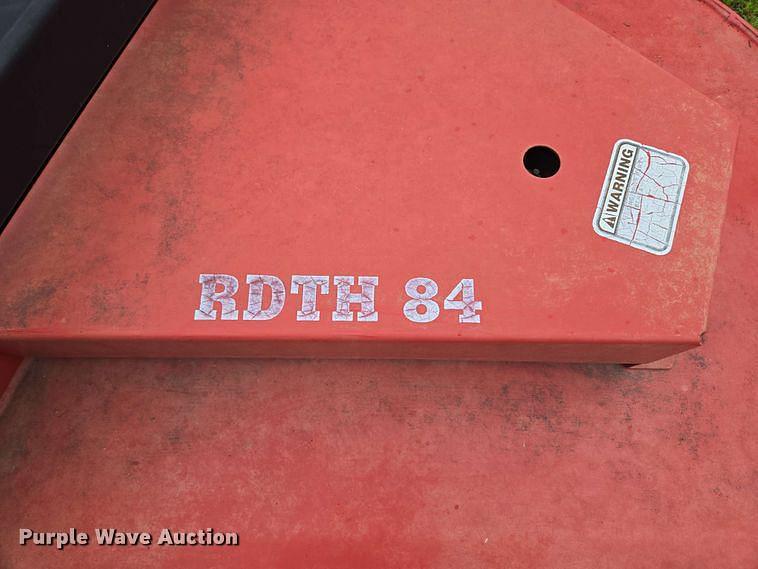 WARNING
RDTH 84
Purple Wave Auction